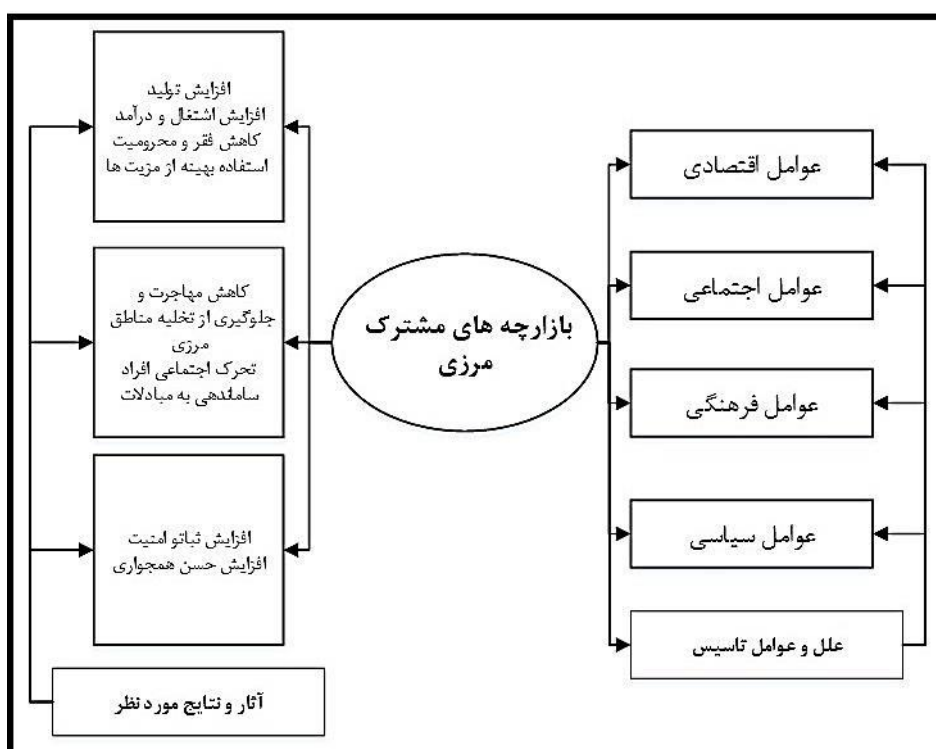 عوامل اقتصادی
عوامل اجتماعی
عوامل فرهنگی
عوامل سیاسی
علل و عوامل تاسیس
بازارچه های مشترک
مرزی
افزایش تولید
افزایش اشتغال و درآمد
کاهش فقر و محرومیت
استفاده بهینه از مزیت ها
کاهش مهاجرت و
جلوگیری از تخلیه مناطق
مرزی
تحرک اجتماعی افراد
ساماندهی به مبادلات
افزایش ثباتو امنیت
افزایش حسن همجواری
آثار و نتایج مورد نظر